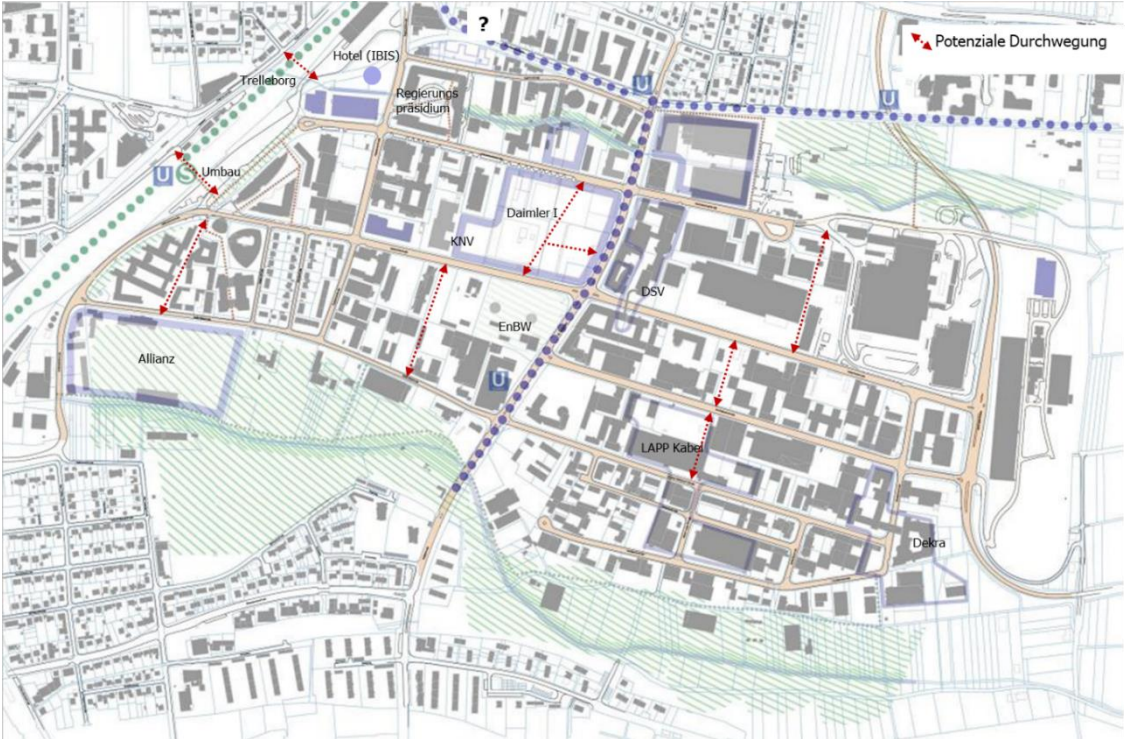 ?
Potenziale Durchwegung
Hotel (IBIS)
Trelleborg
Regierungs
präsidium
U
U
U
S
Umbau
Daimler I
KNV
DSV
EnBW
Allianz
U
LAPP Kabel
Dekra